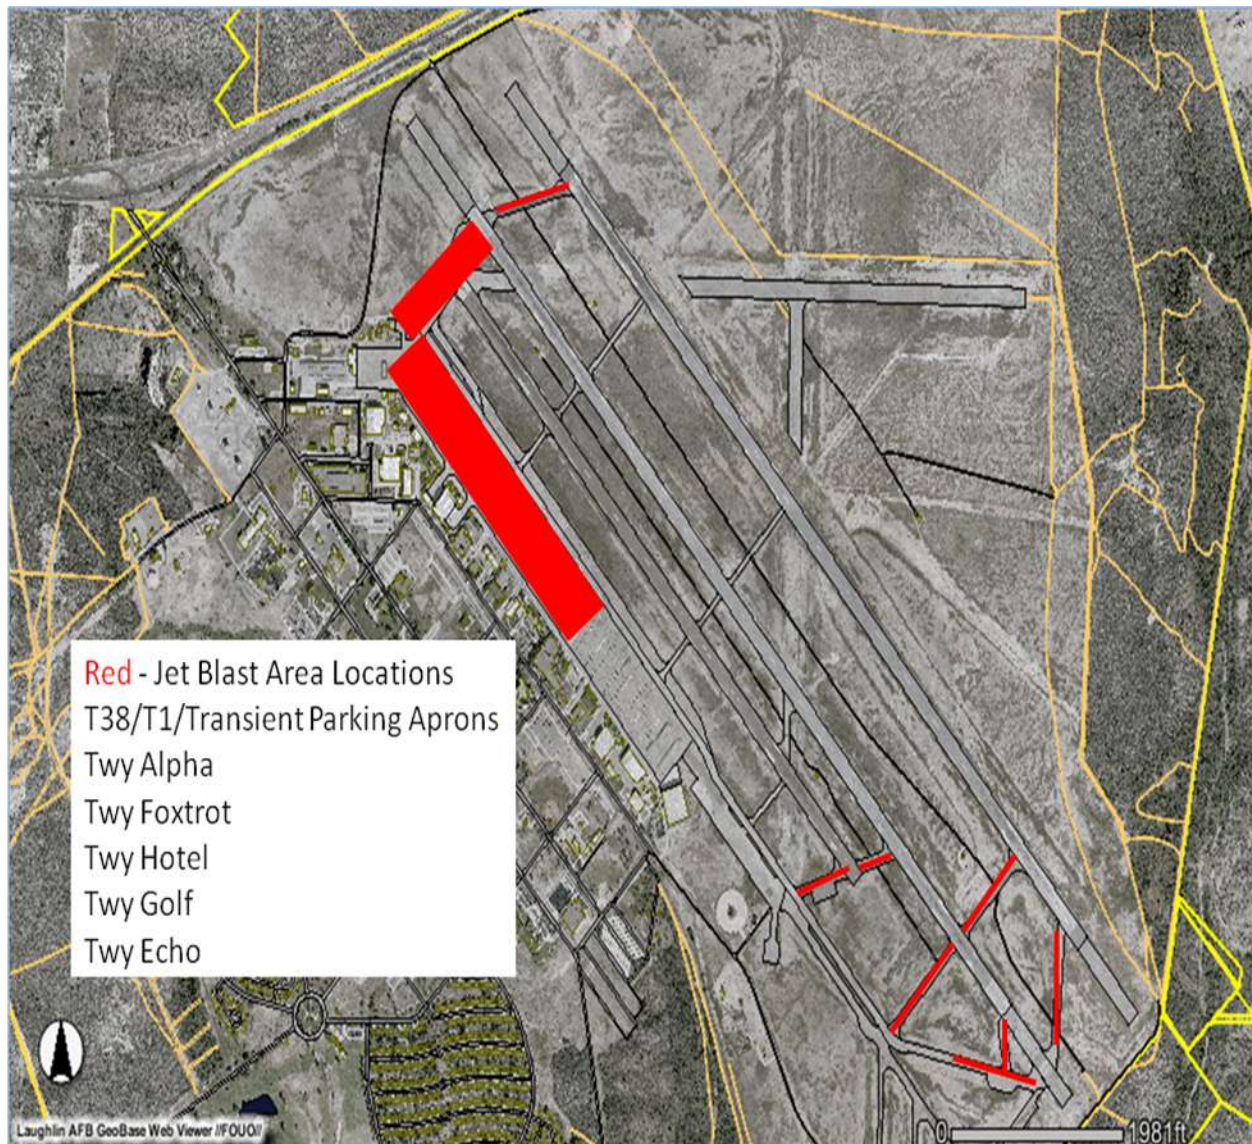 Red - Jet Blast Area Locations
T38/T1/Transient Parking Aprons
Twy Alpha
Twy Foxtrot
Twy Hotel
Twy Golf
Twy Echo
Laughlin AFB GeoBase Web Viewer //FOUO//
0 1981ft